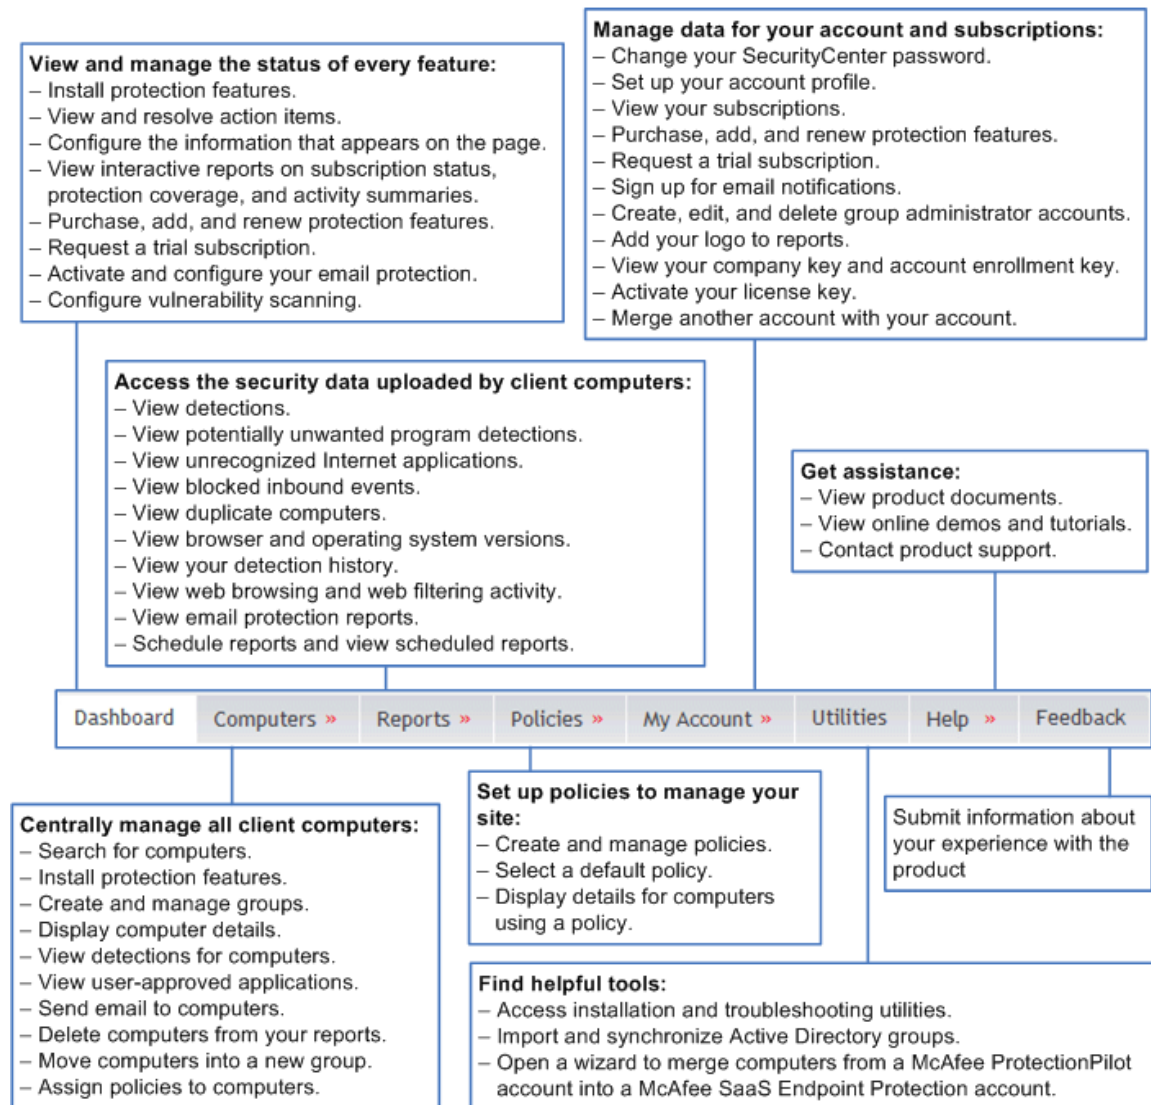 View and manage the status of every feature:
– Install protection features.
– View and resolve action items.
– Configure the information that appears on the page.
– View interactive reports on subscription status,
protection coverage, and activity summaries.
– Purchase, add, and renew protection features.
– Request a trial subscription.
– Activate and configure your email protection.
– Configure vulnerability scanning.
Manage data for your account and subscriptions:
– Change your SecurityCenter password.
– Set up your account profile.
– View your subscriptions.
– Purchase, add, and renew protection features.
– Request a trial subscription.
– Sign up for email notifications.
– Create, edit, and delete group administrator accounts.
– Add your logo to reports.
– View your company key and account enrollment key.
– Activate your license key.
– Merge another account with your account.
Access the security data uploaded by client computers:
– View detections.
– View potentially unwanted program detections.
– View unrecognized Internet applications.
– View blocked inbound events.
– View duplicate computers.
– View browser and operating system versions.
– View your detection history.
– View web browsing and web filtering activity.
– View email protection reports.
– Schedule reports and view scheduled reports.
Get assistance:
– View product documents.
– View online demos and tutorials.
– Contact product support.
Dashboard Computers » Reports » Policies » My Account » Utilities Help » Feedback
Centrally manage all client computers:
– Search for computers.
– Install protection features.
– Create and manage groups.
– Display computer details.
– View detections for computers.
– View user-approved applications.
– Send email to computers.
– Delete computers from your reports.
– Move computers into a new group.
– Assign policies to computers.
Set up policies to manage your
site:
– Create and manage policies.
– Select a default policy.
– Display details for computers
using a policy.
Submit information about
your experience with the
product
Find helpful tools:
– Access installation and troubleshooting utilities.
– Import and synchronize Active Directory groups.
– Open a wizard to merge computers from a McAfee ProtectionPilot
account into a McAfee SaaS Endpoint Protection account.